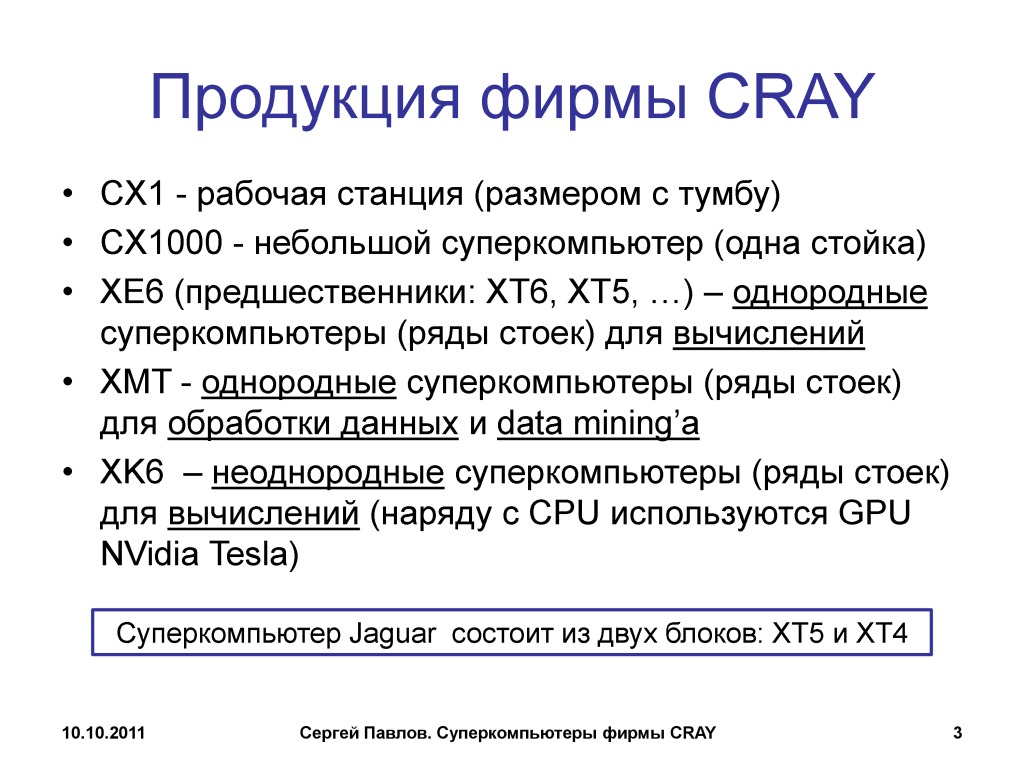 Продукция фирмы CRAY
• CX1 - рабочая станция (размером с тумбу)
• CX1000 - небольшой суперкомпьютер (одна стойка)
• XE6 (предшественники: XT6, XT5, …) – однородные
суперкомпьютеры (ряды стоек) для вычислений
• XMT - однородные суперкомпьютеры (ряды стоек)
для обработки данных и data mining’а
• XK6 – неоднородные суперкомпьютеры (ряды стоек)
для вычислений (наряду с CPU используются GPU
NVidia Tesla)
Суперкомпьютер Jaguar состоит из двух блоков: XT5 и XT4
10.10.2011 Сергей Павлов. Суперкомпьютеры фирмы CRAY 3